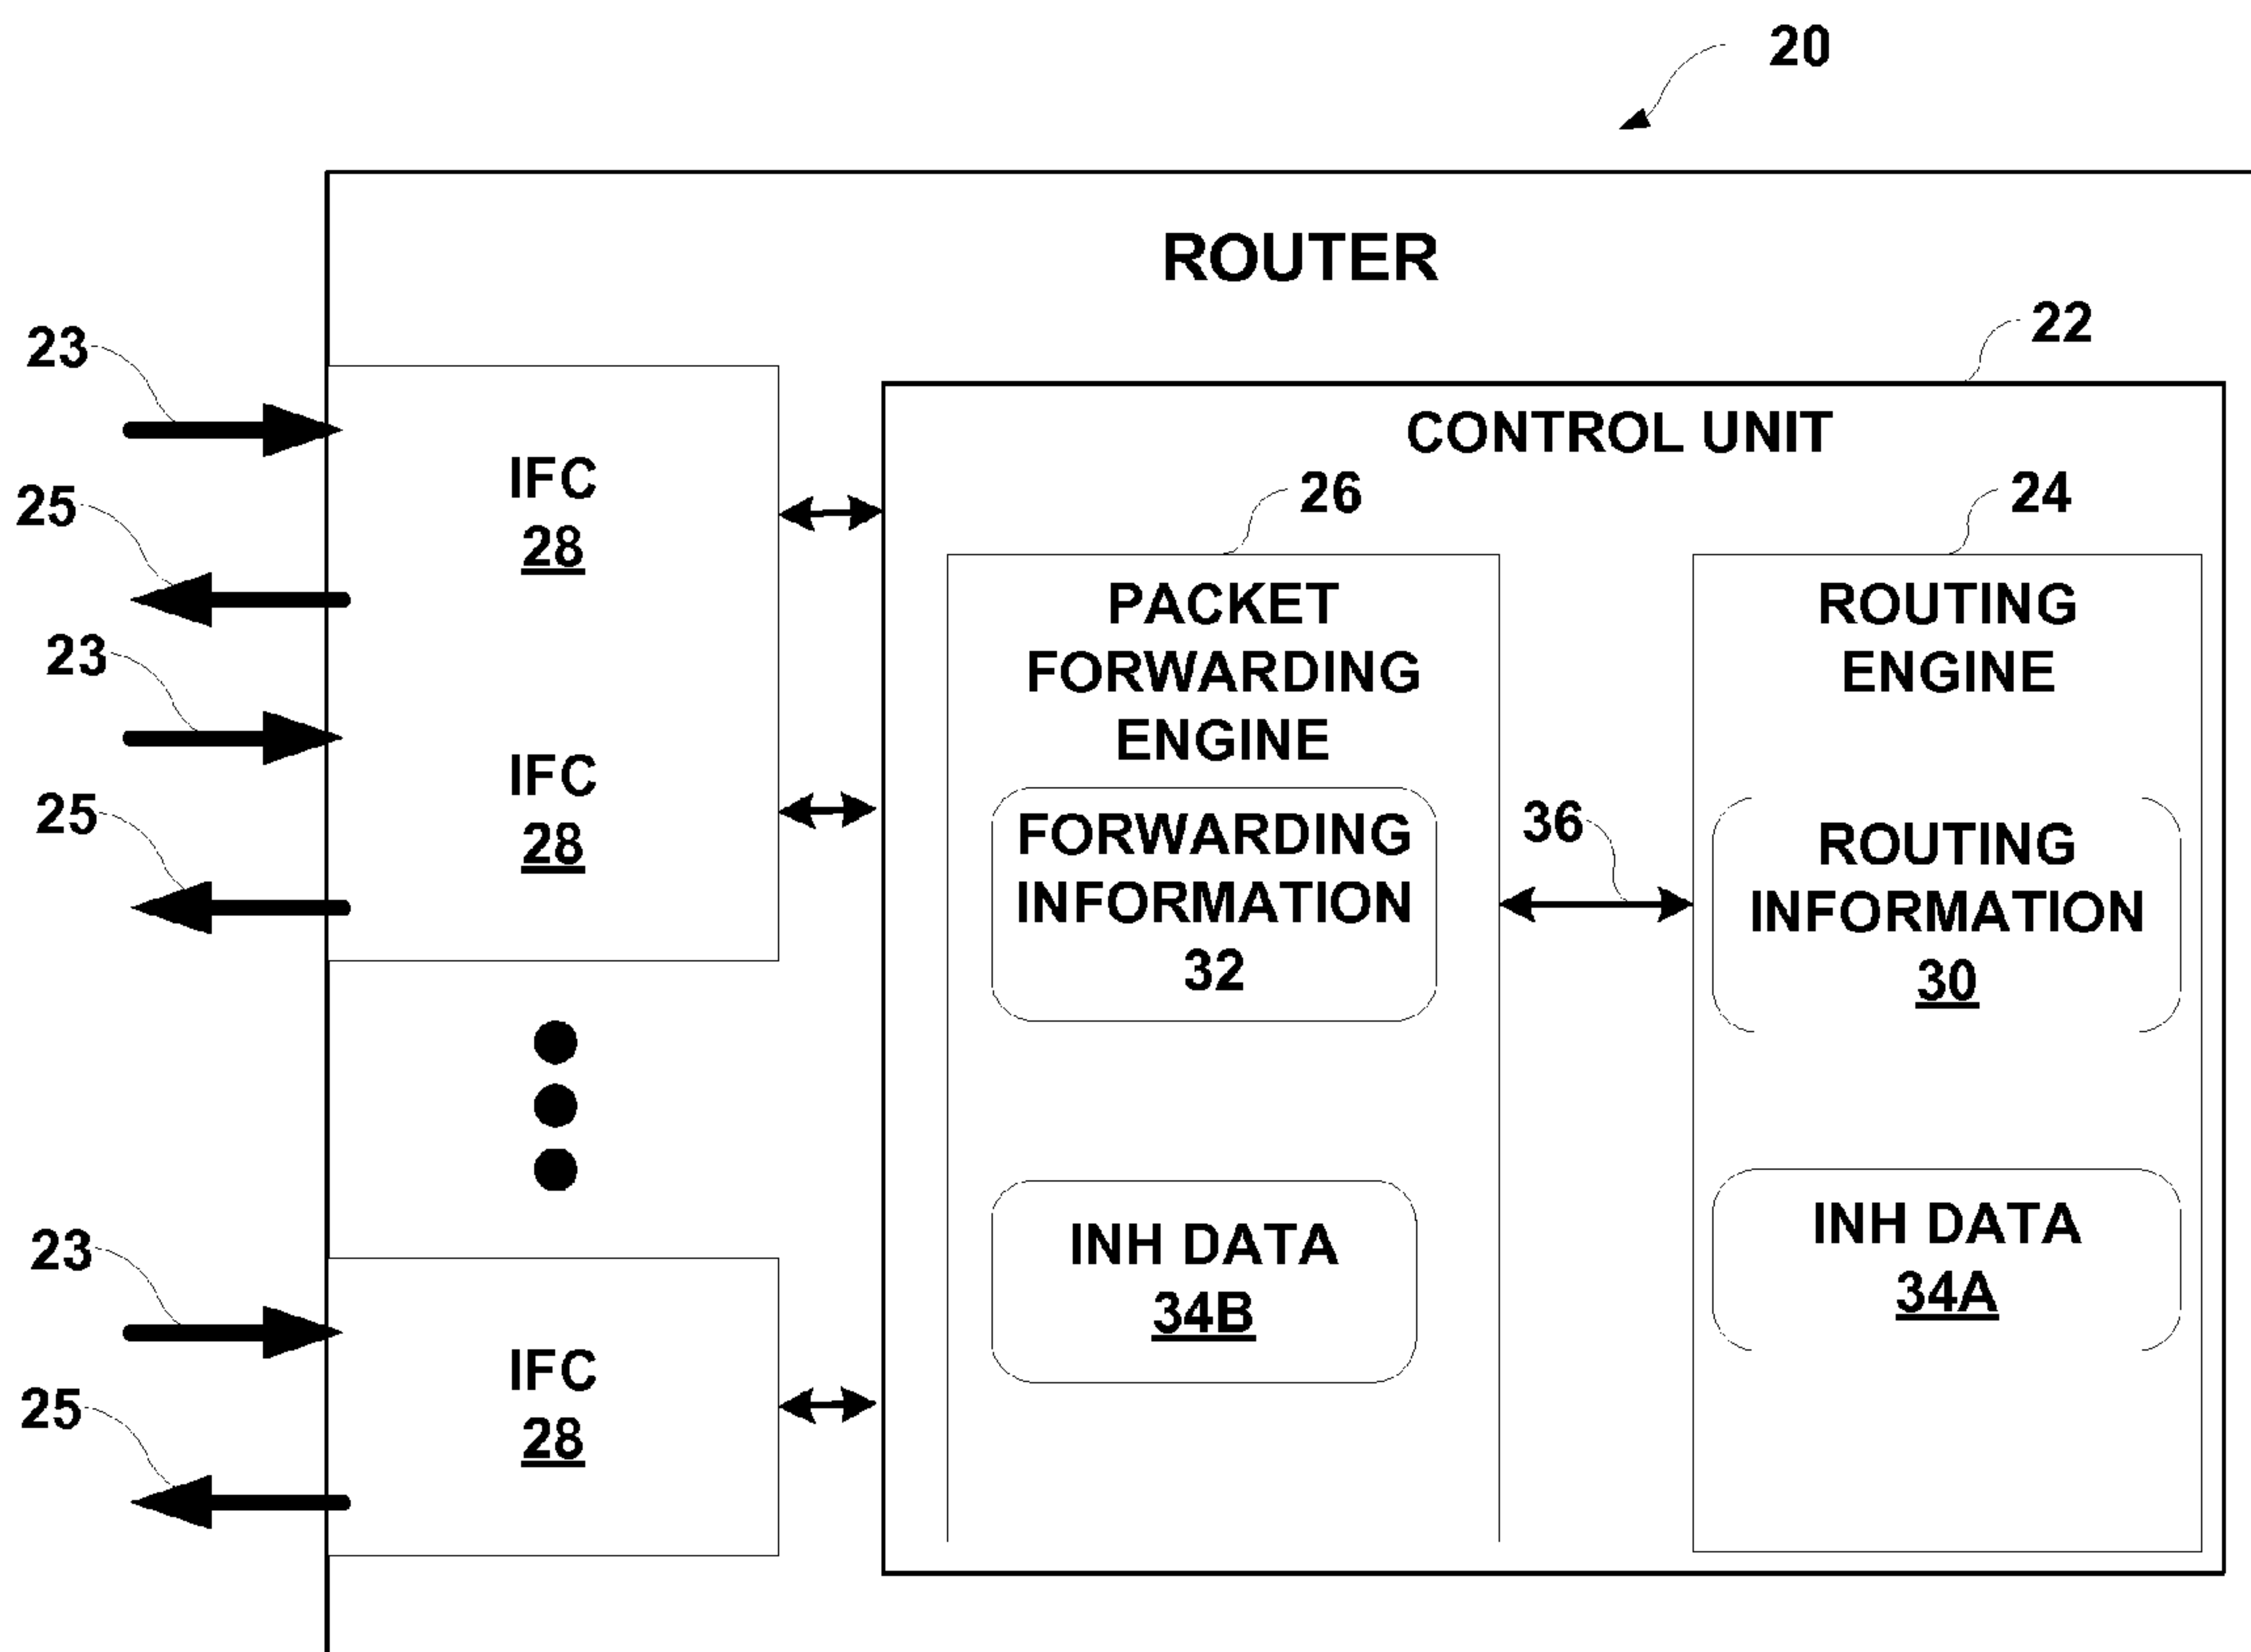 20
ROUTER
22
23
CONTROL UNIT
IFC
28
25
26
24
PACKET
FORWARDING
ENGINE
ROUTING
ENGINE
23
IFC
28
25
FORWARDING
INFORMATION
32
36
ROUTING
INFORMATION
30
INH DATA
34B
INH DATA
34A
23
IFC
28
25